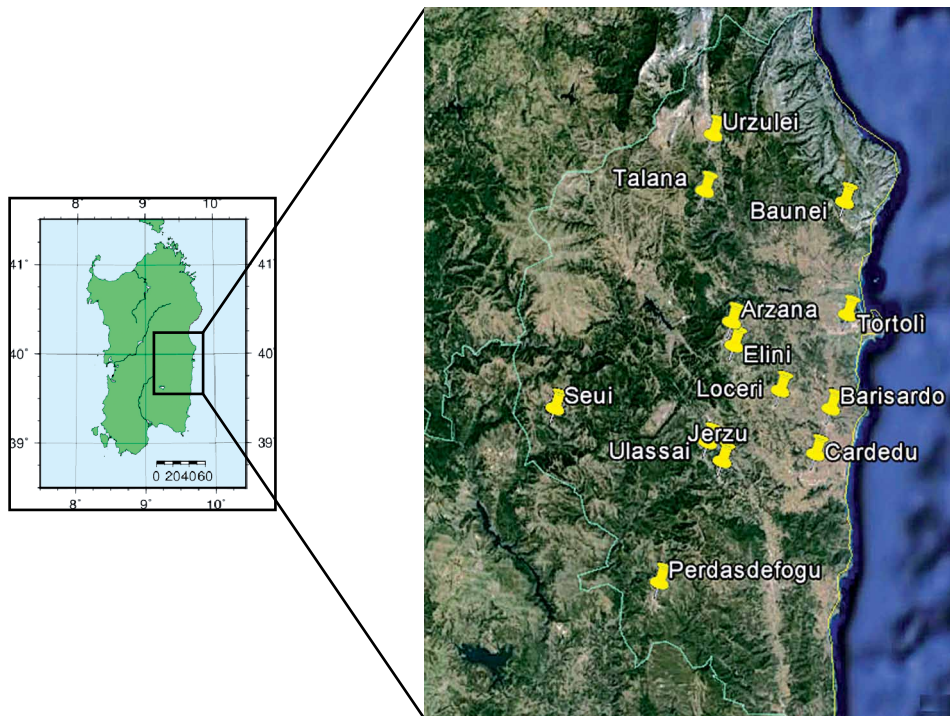 8° 9° 10°
41° 41°
40° 40°
39° 39°
0 204060
8° 9° 10°
Urzulei
Talana
Baunei
Arzana
Tortolì
Elini
Loceri
Seui
Barisardo
Jerzu
Ulassai
Cardedu
Perdasdefogu